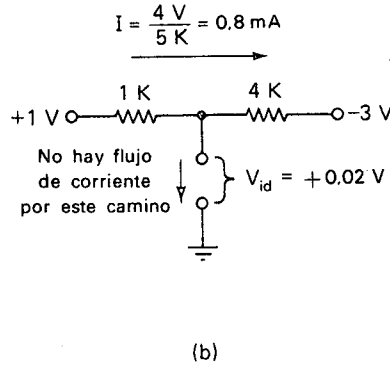 I = 4 V / 5 K = 0,8 mA
1 K
4 K
+1 V
−3 V
No hay flujo
de corriente
por este camino
V_id = +0,02 V
(b)